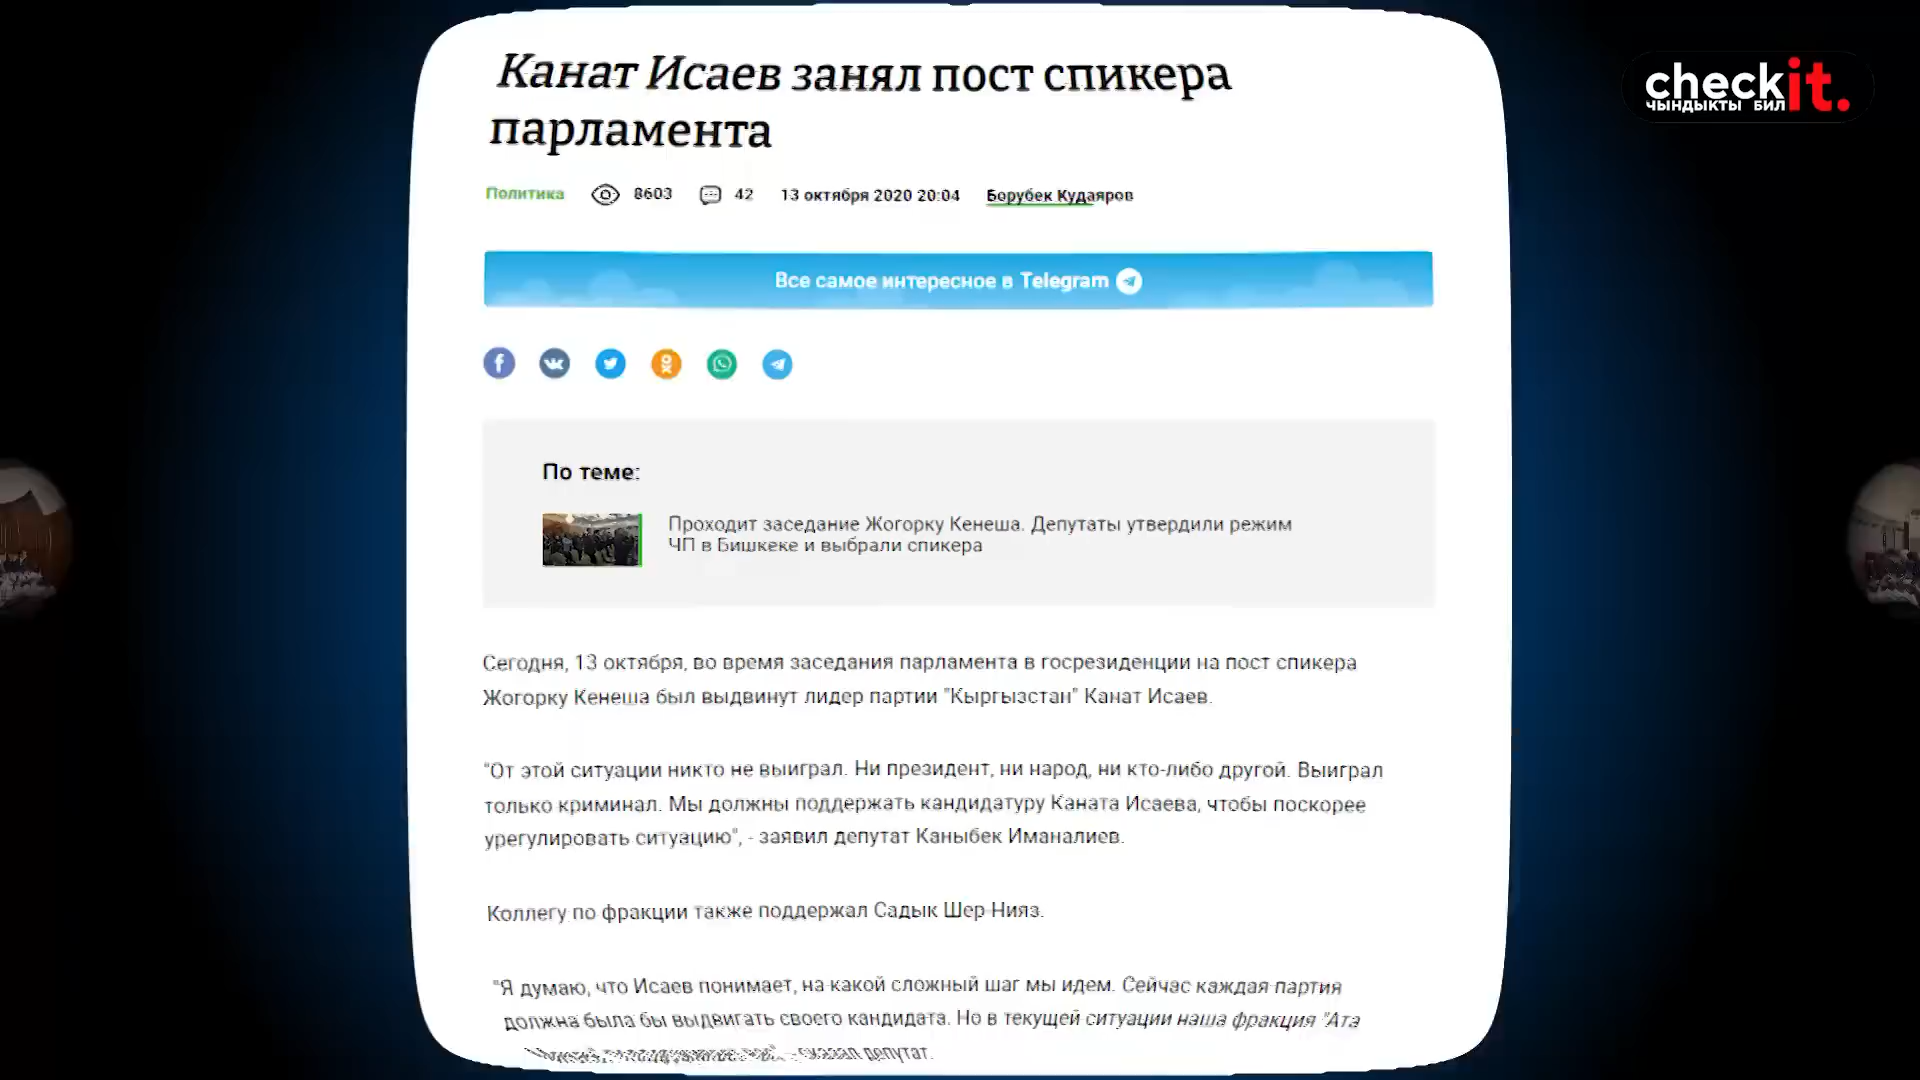 Канат Исаев занял пост спикера
парламента
checkit.
чындыкты бил
Политика 8603 42 13 октября 2020 20:04 Борубек Кудаяров
Все самое интересное в Telegram
По теме:
Проходит заседание Жогорку Кенеша. Депутаты утвердили режим
ЧП в Бишкеке и выбрали спикера
Сегодня, 13 октября, во время заседания парламента в госрезиденции на пост спикера
Жогорку Кенеша был выдвинут лидер партии "Кыргызстан" Канат Исаев.
"От этой ситуации никто не выиграл. Ни президент, ни народ, ни кто-либо другой. Выиграл
только криминал. Мы должны поддержать кандидатуру Каната Исаева, чтобы поскорее
урегулировать ситуацию", - заявил депутат Каныбек Иманалиев.
Коллегу по фракции также поддержал Садык Шер-Нияз.
"Я думаю, что Исаев понимает, на какой сложный шаг мы идем. Сейчас каждая партия
должна была бы выдвигать своего кандидата. Но в текущей ситуации наша фракция "Ата
- сказал депутат.